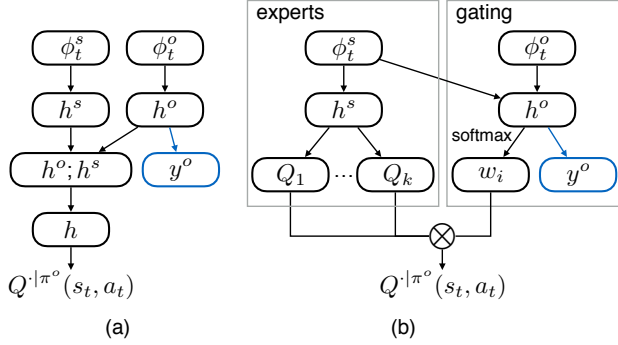 experts
gating
ϕ_t^s
ϕ_t^o
ϕ_t^s
ϕ_t^o
h^s
h^o
h^s
h^o
softmax
h^o; h^s
y^o
Q_1
...
Q_k
w_i
y^o
h
Q^{·|π^o}(s_t, a_t)
Q^{·|π^o}(s_t, a_t)
(a)
(b)